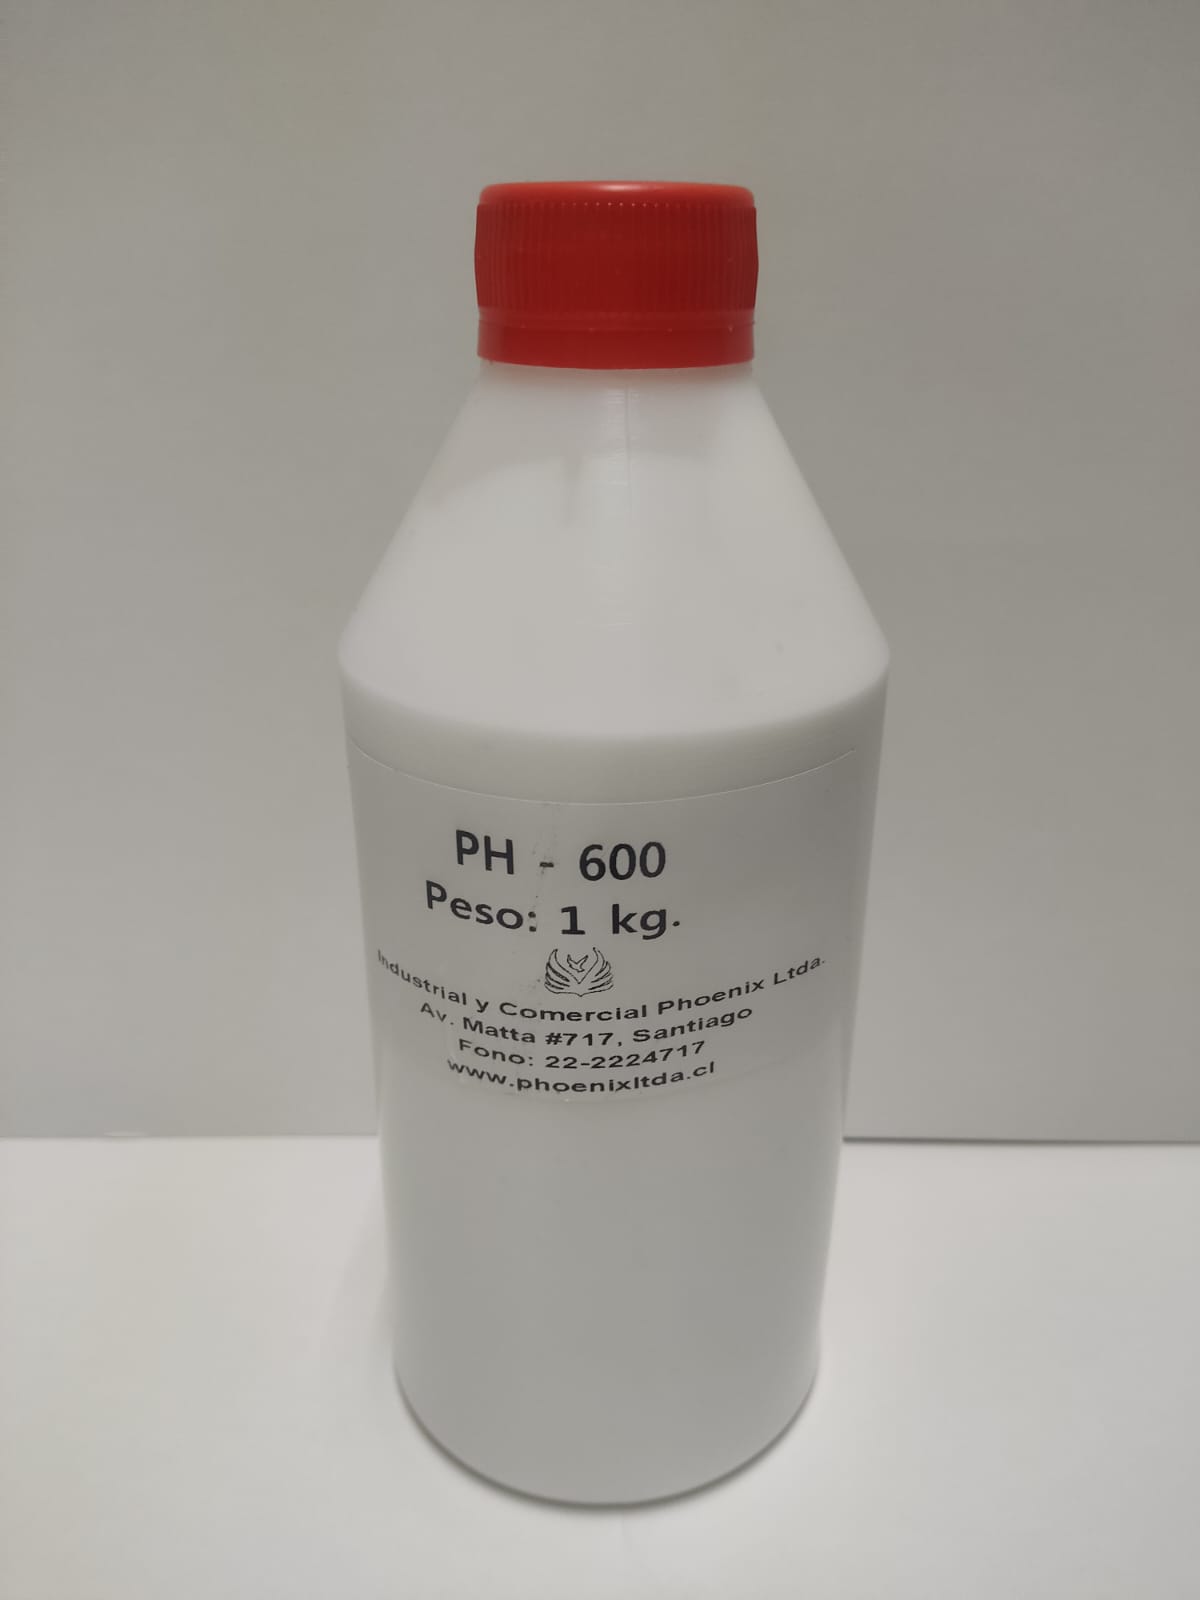 PH - 600
Peso: 1 kg.
Industrial y Comercial Phoenix Ltda.
Av. Matta #717, Santiago
Fono: 22-2224717
www.phoenixltda.cl